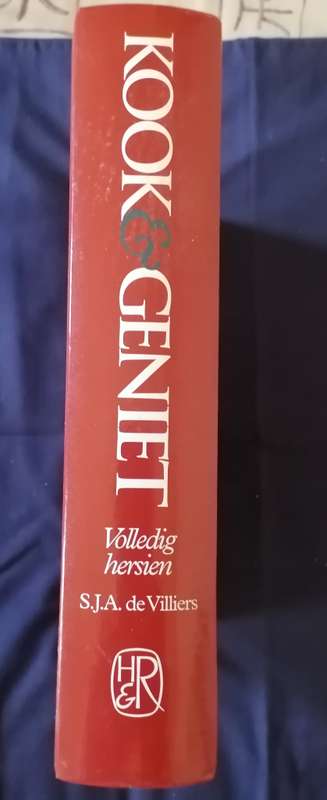 KOOK & GENIET
Volledig
hersien
S.J.A. de Villiers
H
&R